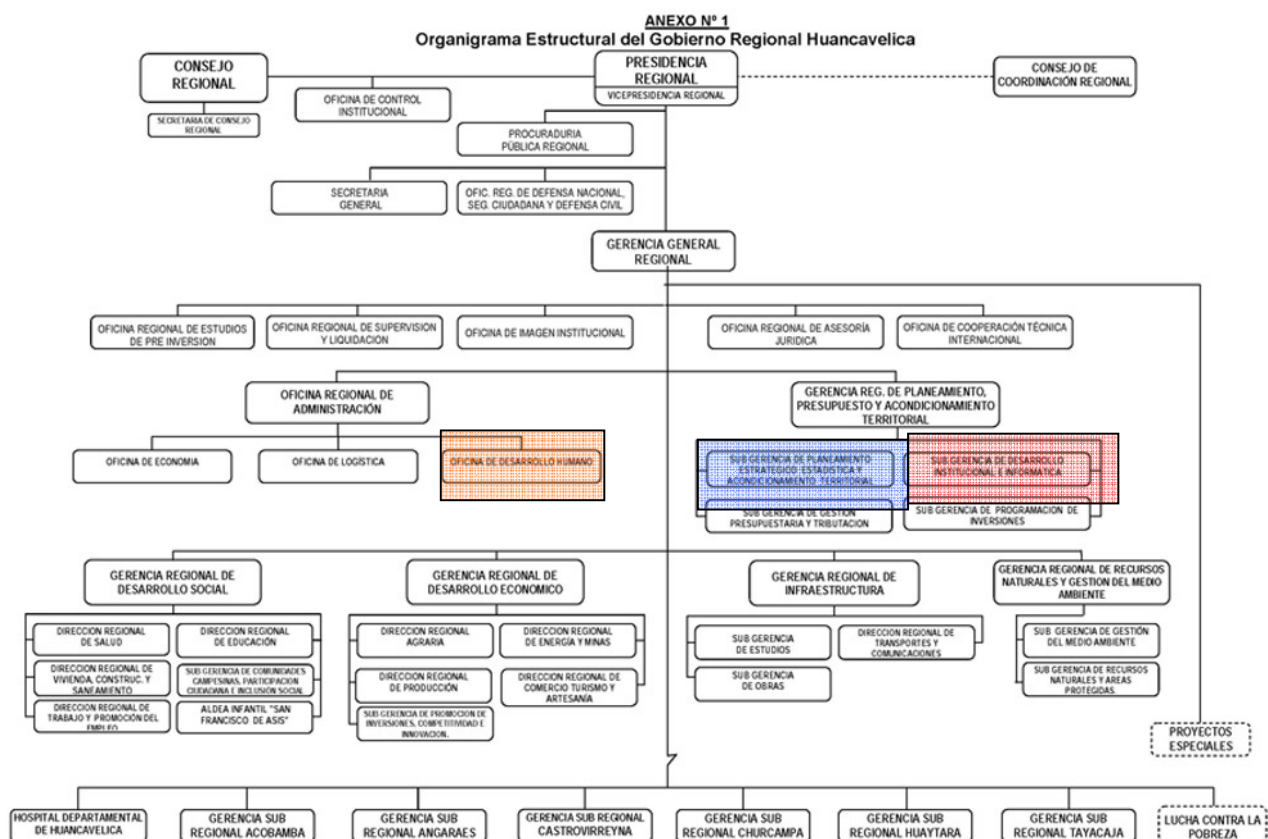 ANEXO Nº 1
Organigrama Estructural del Gobierno Regional Huancavelica
CONSEJO
REGIONAL
PRESIDENCIA
REGIONAL
VICEPRESIDENCIA REGIONAL
CONSEJO DE
COORDINACIÓN REGIONAL
SECRETARIA DE CONSEJO
REGIONAL
OFICINA DE CONTROL
INSTITUCIONAL
PROCURADURIA
PÚBLICA REGIONAL
SECRETARIA
GENERAL
OFIC. REG. DE DEFENSA NACIONAL,
SEG. CIUDADANA Y DEFENSA CIVIL
GERENCIA GENERAL
REGIONAL
OFICINA REGIONAL DE ESTUDIOS
DE PRE INVERSION
OFICINA REGIONAL DE SUPERVISION
Y LIQUIDACION
OFICINA DE IMAGEN INSTITUCIONAL
OFICINA REGIONAL DE ASESORÍA
JURIDICA
OFICINA DE COOPERACIÓN TÉCNICA
INTERNACIONAL
OFICINA REGIONAL DE
ADMINISTRACIÓN
GERENCIA REG. DE PLANEAMIENTO,
PRESUPUESTO Y ACONDICIONAMIENTO
TERRITORIAL
OFICINA DE ECONOMIA
OFICINA DE LOGÍSTICA
OFICINA DE DESARROLLO HUMANO
SUB GERENCIA DE PLANEAMIENTO
ESTRATEGICO ESTADISTICA Y
ACONDICIONAMIENTO TERRITORIAL
SUB GERENCIA DE DESARROLLO
INSTITUCIONAL E INFORMATICA
SUB GERENCIA DE GESTION
PRESUPUESTARIA Y TRIBUTACION
SUB GERENCIA DE PROGRAMACION DE
INVERSIONES
GERENCIA REGIONAL DE
DESARROLLO SOCIAL
GERENCIA REGIONAL DE
DESARROLLO ECONOMICO
GERENCIA REGIONAL DE
INFRAESTRUCTURA
GERENCIA REGIONAL DE RECURSOS
NATURALES Y GESTION DEL MEDIO
AMBIENTE
DIRECCION REGIONAL
DE SALUD
DIRECCION REGIONAL
DE EDUCACIÓN
DIRECCION REGIONAL
AGRARIA
DIRECCION REGIONAL
DE ENERGÍA Y MINAS
SUB GERENCIA
DE ESTUDIOS
DIRECCION REGIONAL DE
TRANSPORTES Y
COMUNICACIONES
SUB GERENCIA DE GESTIÓN
DEL MEDIO AMBIENTE
DIRECCION REGIONAL DE
VIVIENDA, CONSTRUC. Y
SANEAMIENTO
SUB GERENCIA DE COMUNIDADES
CAMPESINAS, PARTICIPACION
CIUDADANA E INCLUSIÓN SOCIAL
DIRECCION REGIONAL
DE PRODUCCIÓN
DIRECCION REGIONAL DE
COMERCIO TURISMO Y
ARTESANÍA
SUB GERENCIA
DE OBRAS
SUB GERENCIA DE RECURSOS
NATURALES Y AREAS
PROTEGIDAS.
DIRECCION REGIONAL DE
TRABAJO Y PROMOCIÓN DEL
EMPLEO
ALDEA INFANTIL "SAN
FRANCISCO DE ASIS"
SUB GERENCIA DE PROMOCION DE
INVERSIONES, COMPETITIVIDAD E
INNOVACION.
PROYECTOS
ESPECIALES
HOSPITAL DEPARTAMENTAL
DE HUANCAVELICA
GERENCIA SUB
REGIONAL ACOBAMBA
GERENCIA SUB
REGIONAL ANGARAES
GERENCIA SUB REGIONAL
CASTROVIRREYNA
GERENCIA SUB
REGIONAL CHURCAMPA
GERENCIA SUB
REGIONAL HUAYTARA
GERENCIA SUB
REGIONAL TAYACAJA
LUCHA CONTRA LA
POBREZA